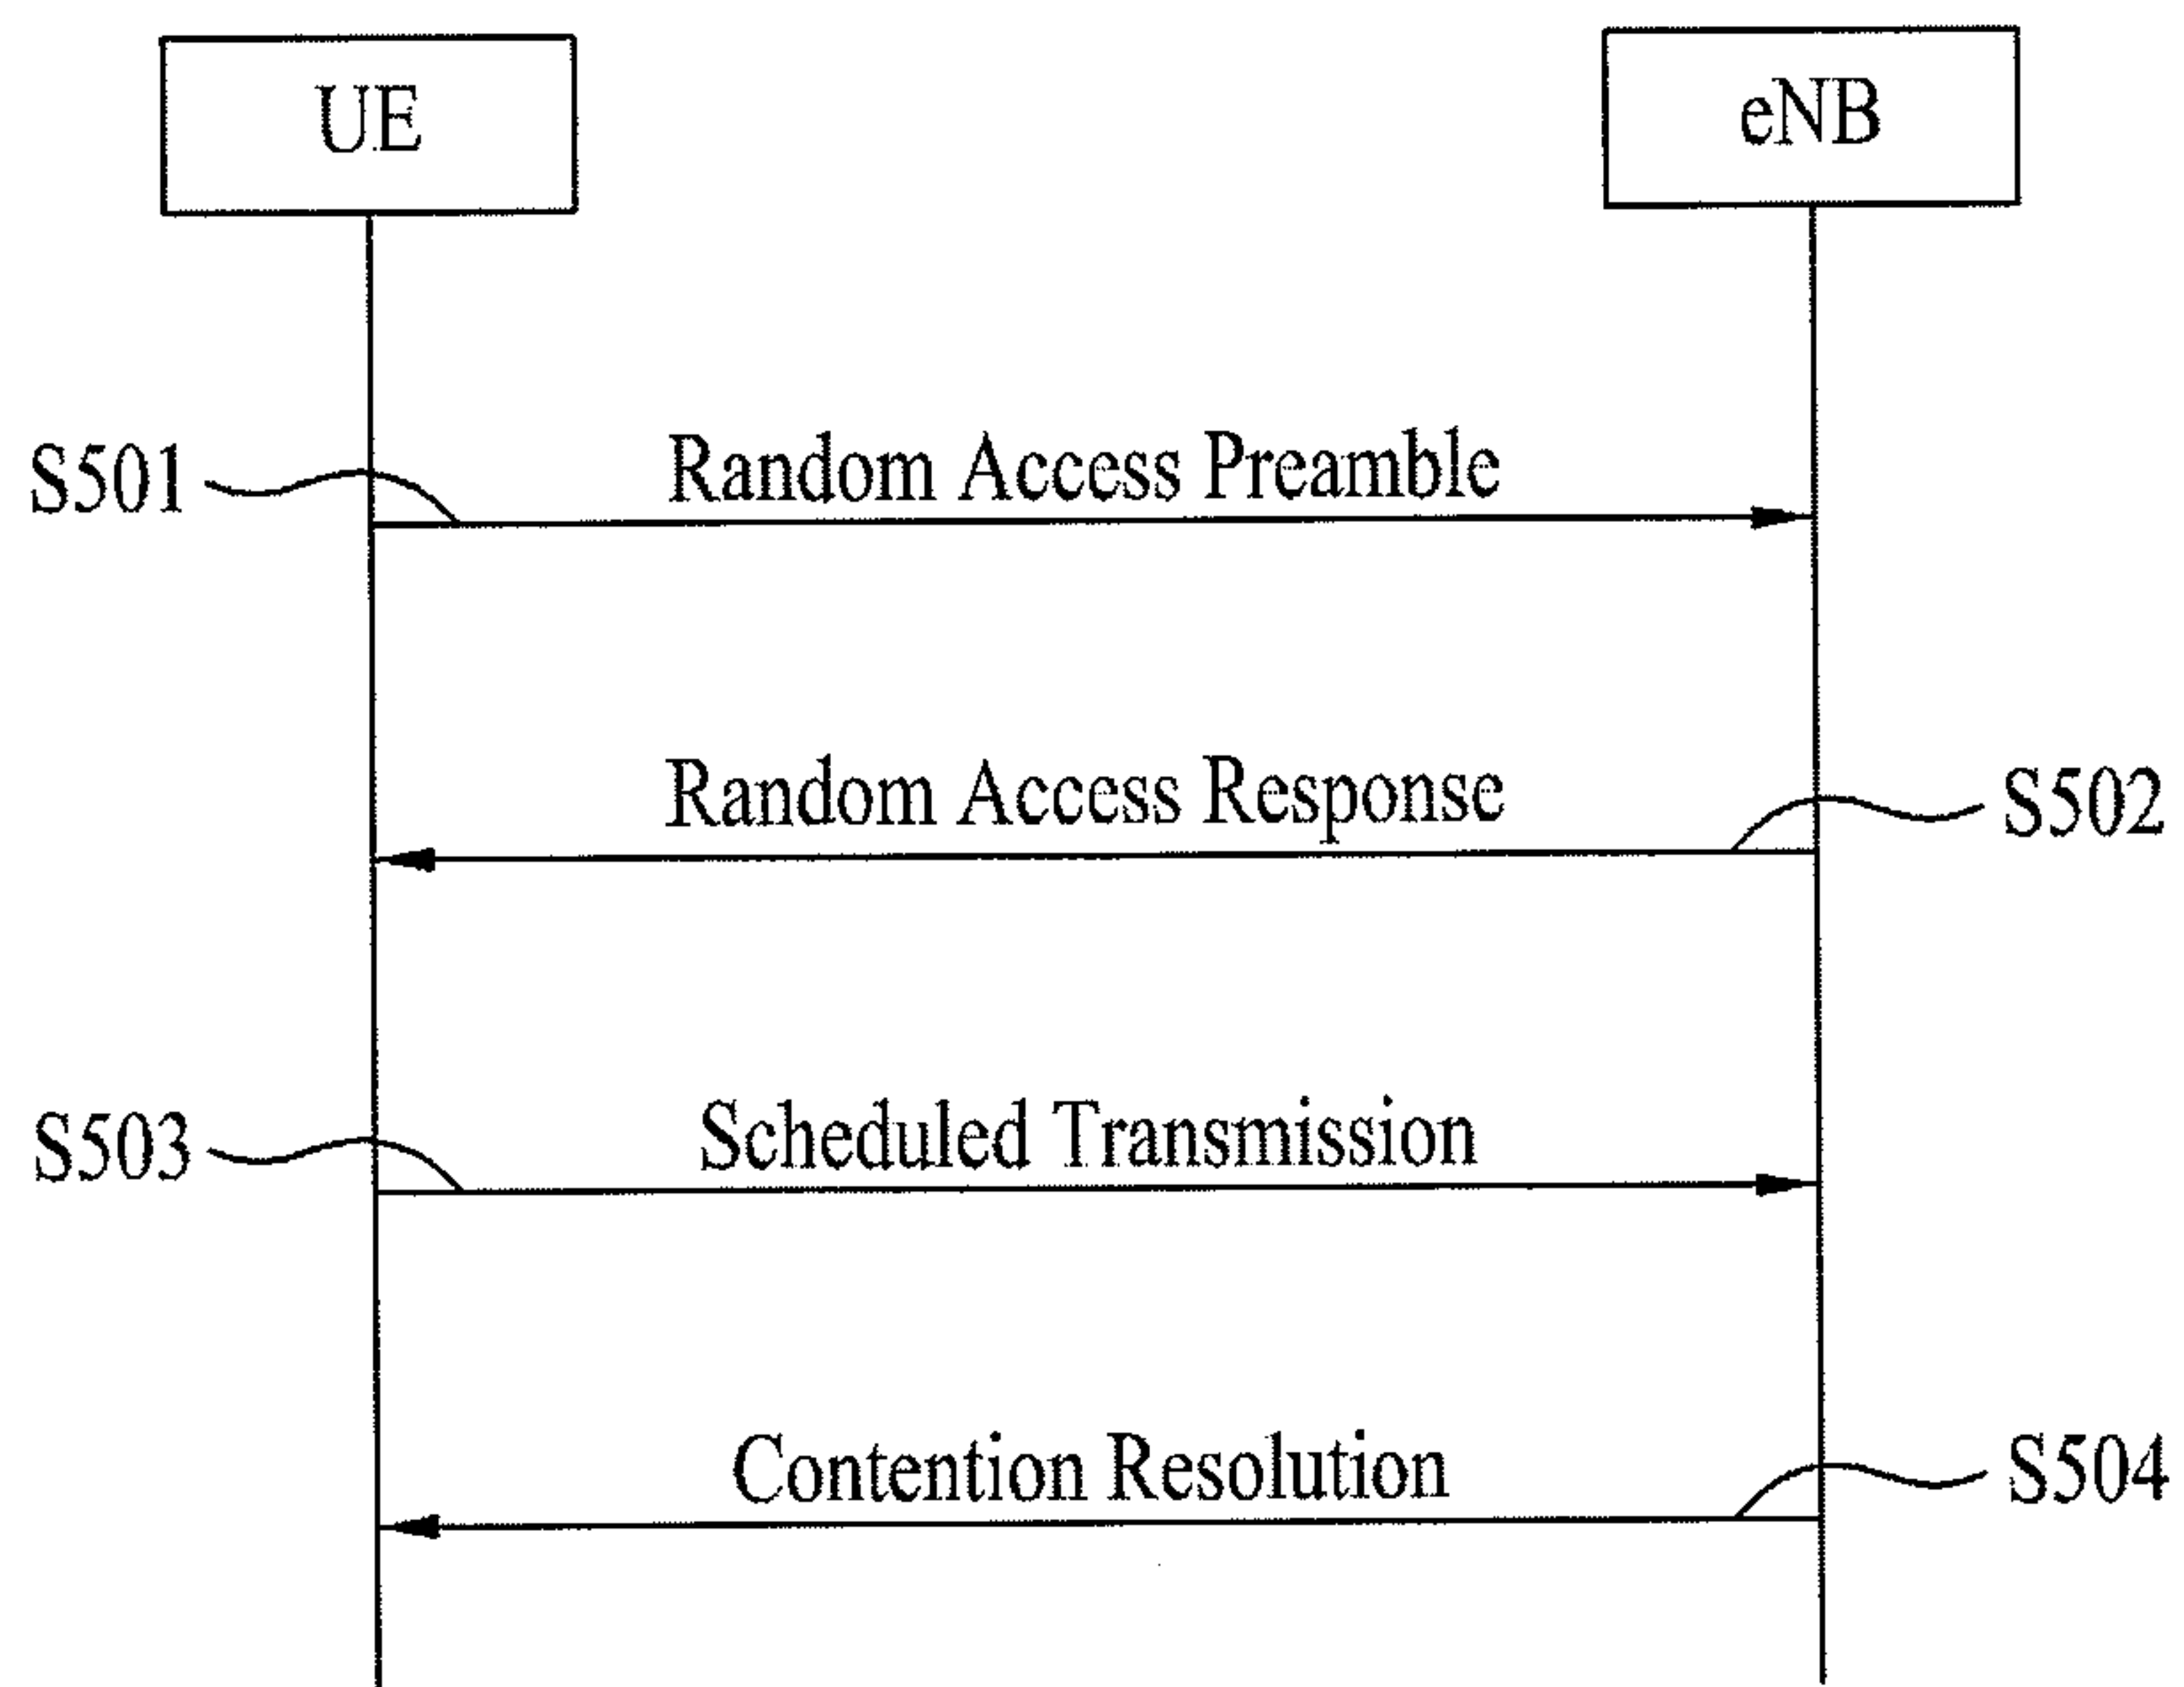 UE
eNB
S501
Random Access Preamble
Random Access Response
S502
S503
Scheduled Transmission
Contention Resolution
S504